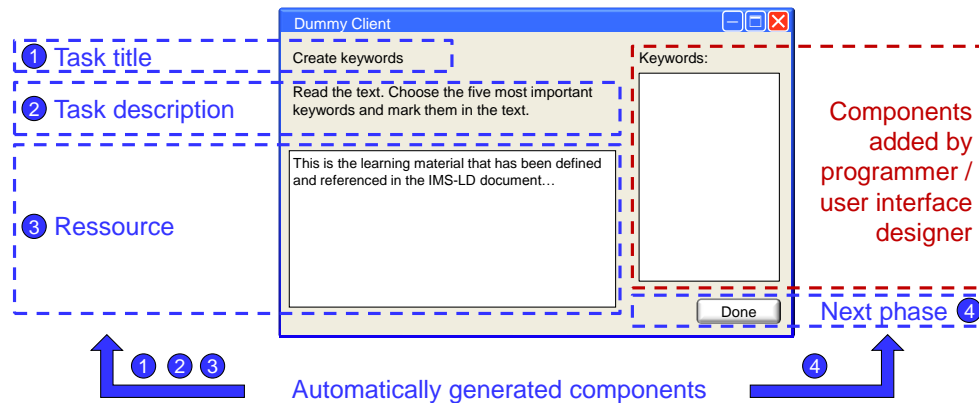 Dummy Client
1 Task title
Create keywords
Keywords:
2 Task description
Read the text. Choose the five most important
keywords and mark them in the text.
Components
added by
programmer /
user interface
designer
3 Ressource
This is the learning material that has been defined
and referenced in the IMS-LD document…
Done
Next phase 4
1 2 3
Automatically generated components
4